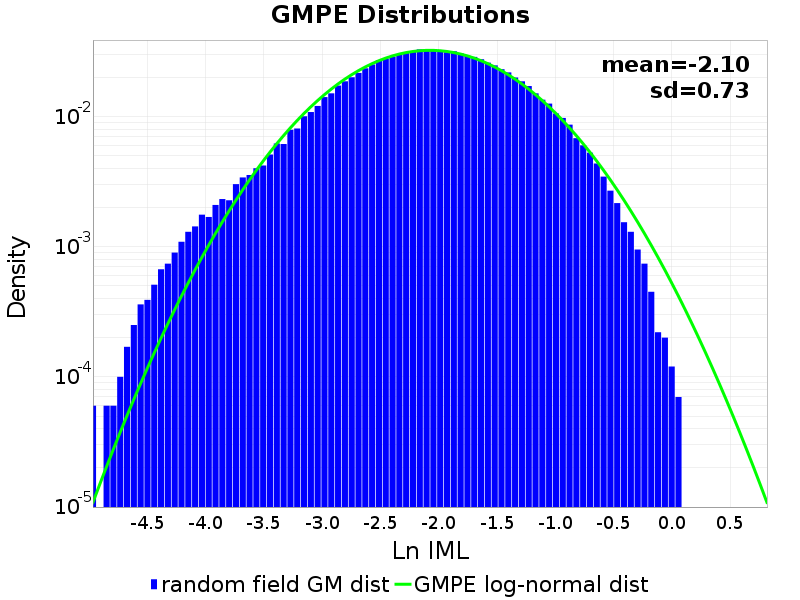 GMPE Distributions
mean=-2.10
sd=0.73
10-2
10-3
10-4
10-5
Density
-4.5 -4.0 -3.5 -3.0 -2.5 -2.0 -1.5 -1.0 -0.5 0.0 0.5
Ln IML
random field GM dist GMPE log-normal dist